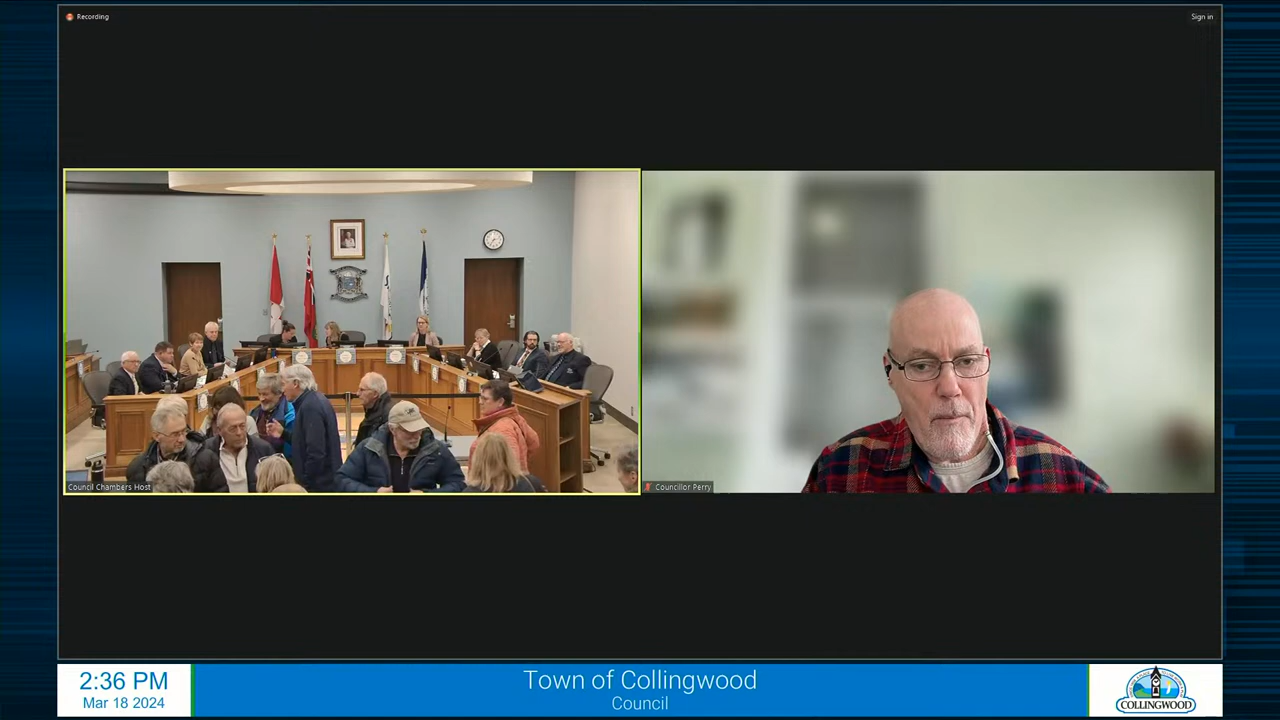 Recording
Sign in
Council Chambers Host
Councillor Perry
2:36 PM
Mar 18 2024
Town of Collingwood
Council
COLLINGWOOD